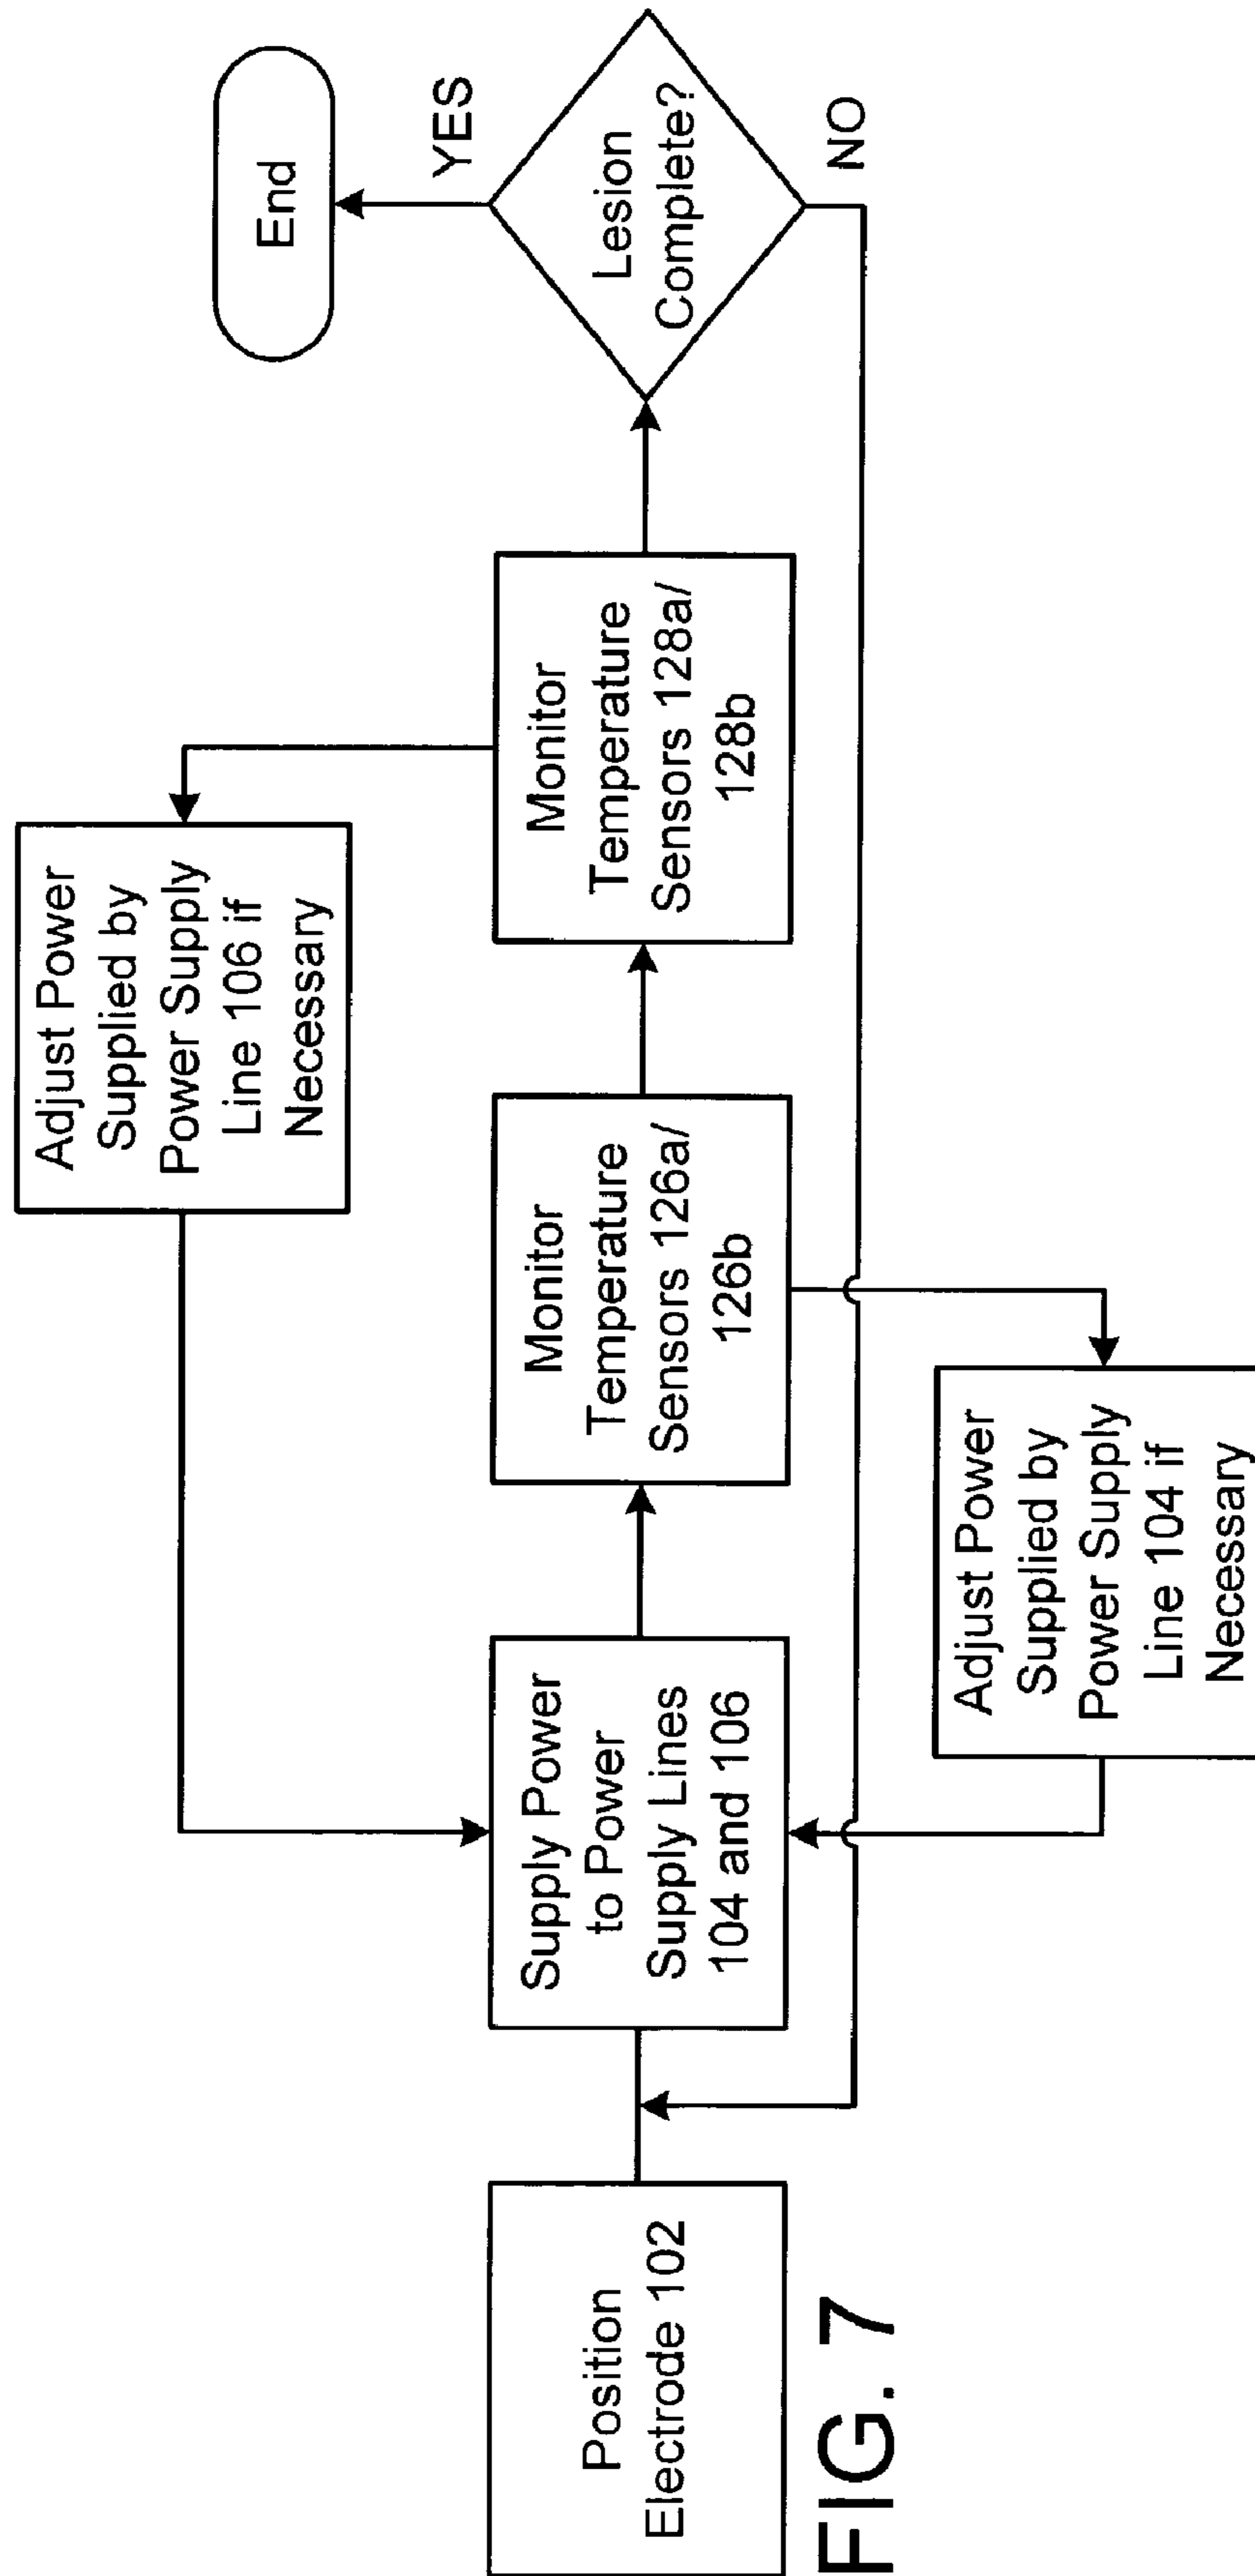 Position
Electrode 102
Supply Power
to Power
Supply Lines
104 and 106
Monitor
Temperature
Sensors 126a/
126b
Monitor
Temperature
Sensors 128a/
128b
Lesion
Complete?
YES
NO
End
Adjust Power
Supplied by
Power Supply
Line 106 if
Necessary
Adjust Power
Supplied by
Power Supply
Line 104 if
Necessary
FIG. 7